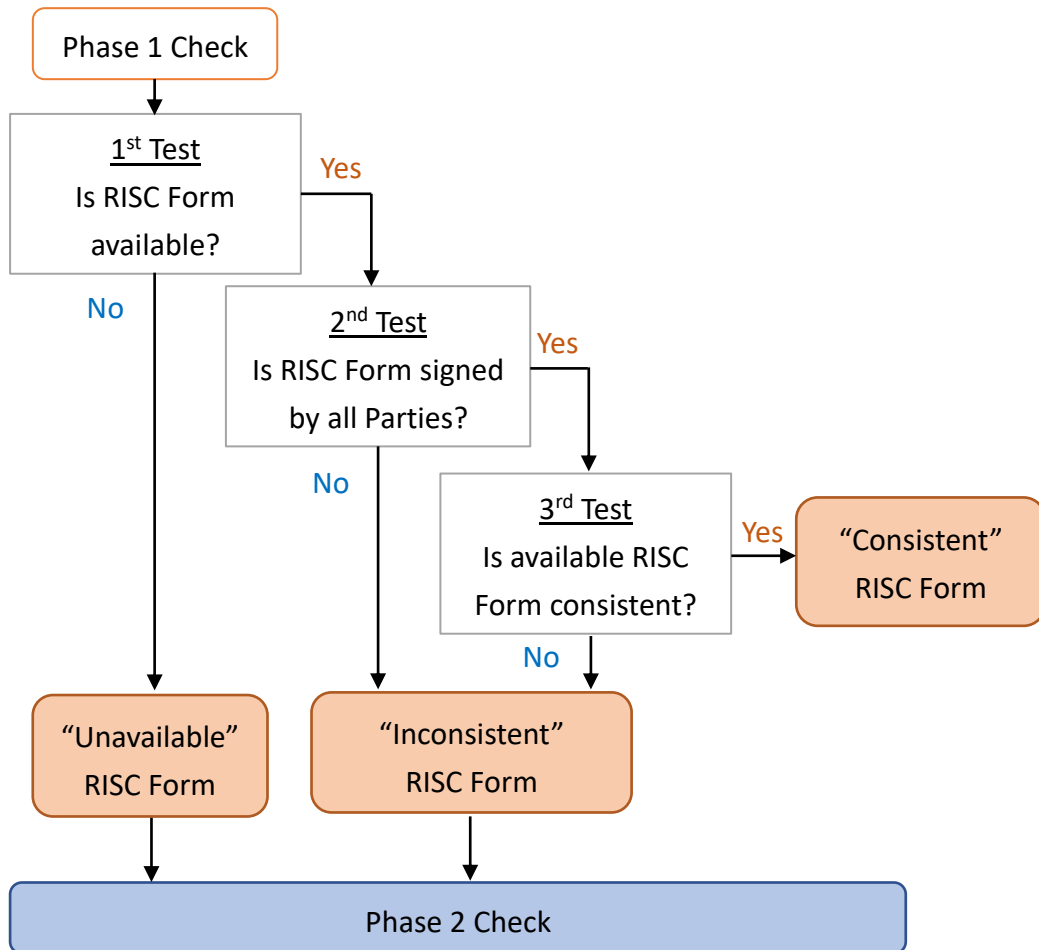 Phase 1 Check
1st Test
Is RISC Form
available?
Yes
No
2nd Test
Is RISC Form signed
by all Parties?
Yes
No
3rd Test
Is available RISC
Form consistent?
Yes
No
“Consistent”
RISC Form
“Unavailable”
RISC Form
“Inconsistent”
RISC Form
Phase 2 Check